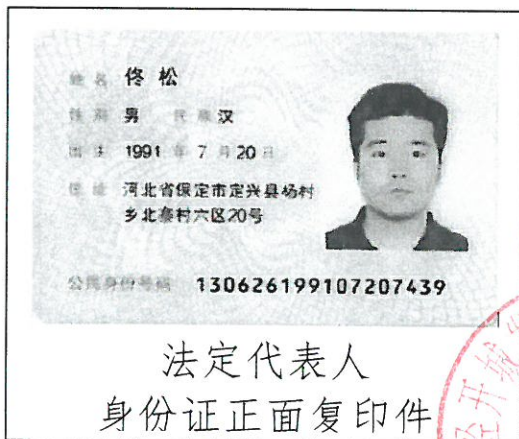 姓名 佟松
性别 男 民族 汉
出生 1991 年 7 月 20 日
住址 河北省保定市定兴县杨村
乡北蔡村六区20号
公民身份号码 130626199107207439
法定代表人
身份证正面复印件